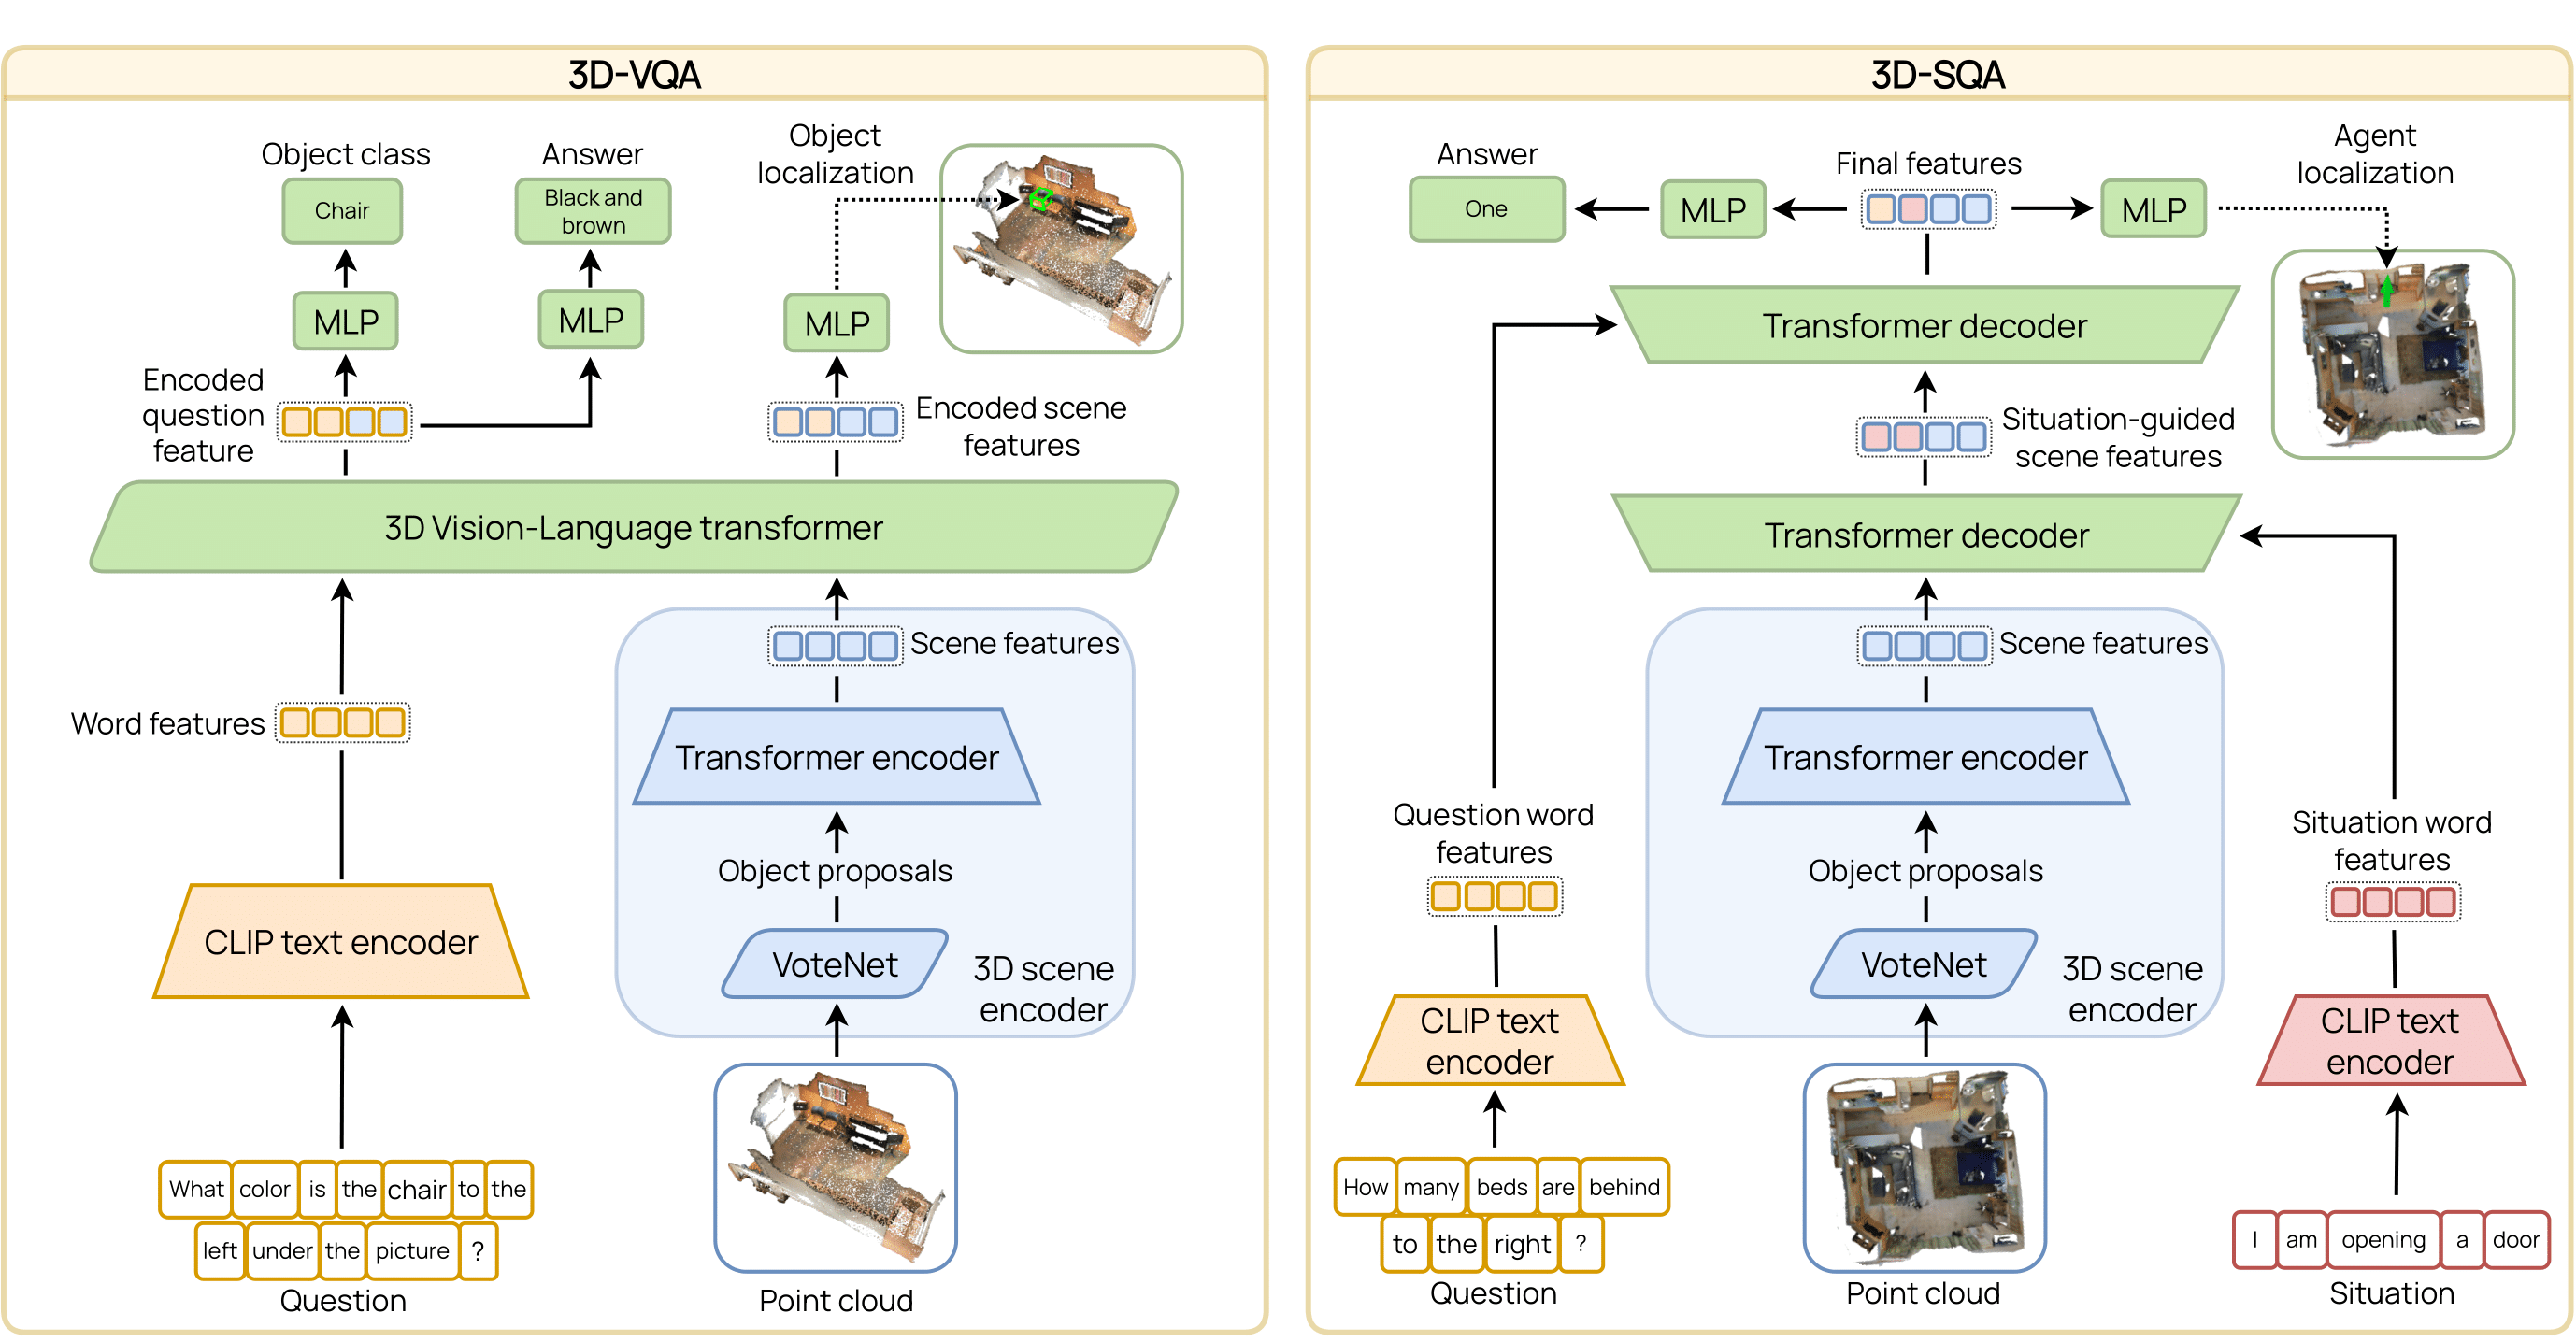 3D-VQA
Object class
Answer
Object
localization
Chair
Black and
brown
MLP
MLP
MLP
Encoded
question
feature
Encoded scene
features
3D Vision-Language transformer
Scene features
Word features
Transformer encoder
Object proposals
CLIP text encoder
VoteNet
3D scene
encoder
What color is the chair to the
left under the picture ?
Question
Point cloud
3D-SQA
Answer
Final features
Agent
localization
One
MLP
MLP
Transformer decoder
Situation-guided
scene features
Transformer decoder
Scene features
Transformer encoder
Question word
features
Object proposals
Situation word
features
VoteNet
3D scene
encoder
CLIP text
encoder
CLIP text
encoder
How many beds are behind
to the right ?
Question
Point cloud
I am opening a door
Situation